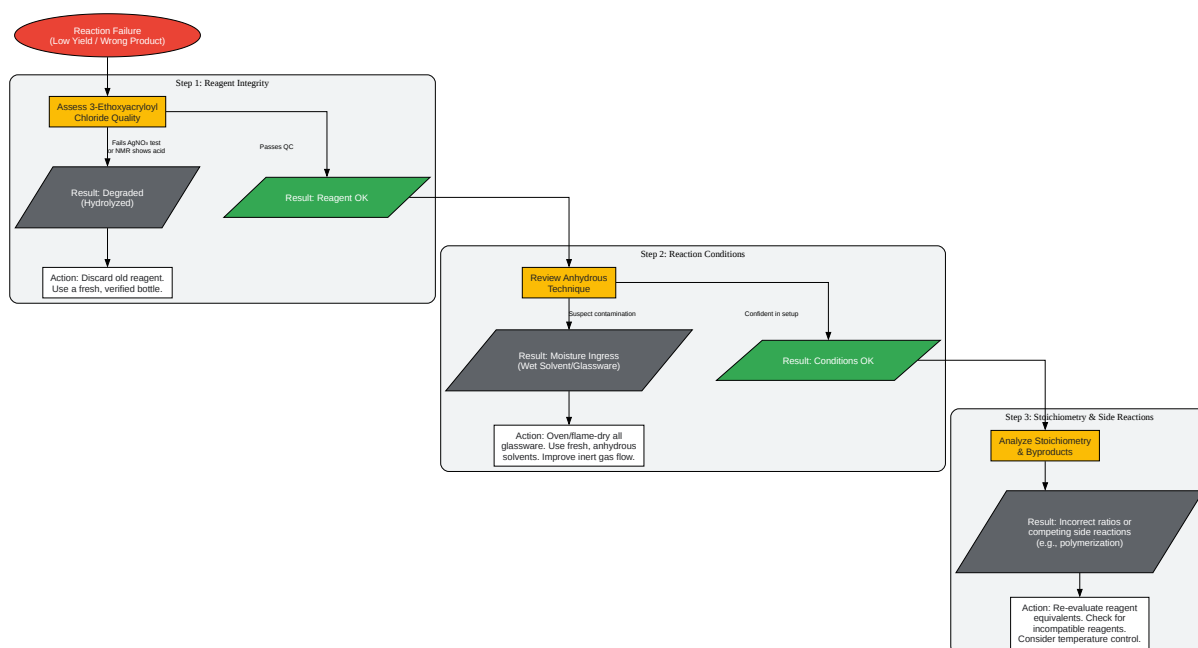 Reaction Failure
(Low Yield / Wrong Product)
Step 1: Reagent Integrity
Assess 3-Ethoxyacryloyl
Chloride Quality
Fails AgNO₃ test
or NMR shows acid
Passes QC
Result: Degraded
(Hydrolyzed)
Result: Reagent OK
Action: Discard old reagent.
Use a fresh, verified bottle.
Step 2: Reaction Conditions
Review Anhydrous
Technique
Suspect contamination
Confident in setup
Result: Moisture Ingress
(Wet Solvent/Glassware)
Result: Conditions OK
Action: Oven/flame-dry all
glassware. Use fresh, anhydrous
solvents. Improve inert gas flow.
Step 3: Stoichiometry & Side Reactions
Analyze Stoichiometry
& Byproducts
Result: Incorrect ratios or
competing side reactions
(e.g., polymerization)
Action: Re-evaluate reagent
equivalents. Check for
incompatible reagents.
Consider temperature control.